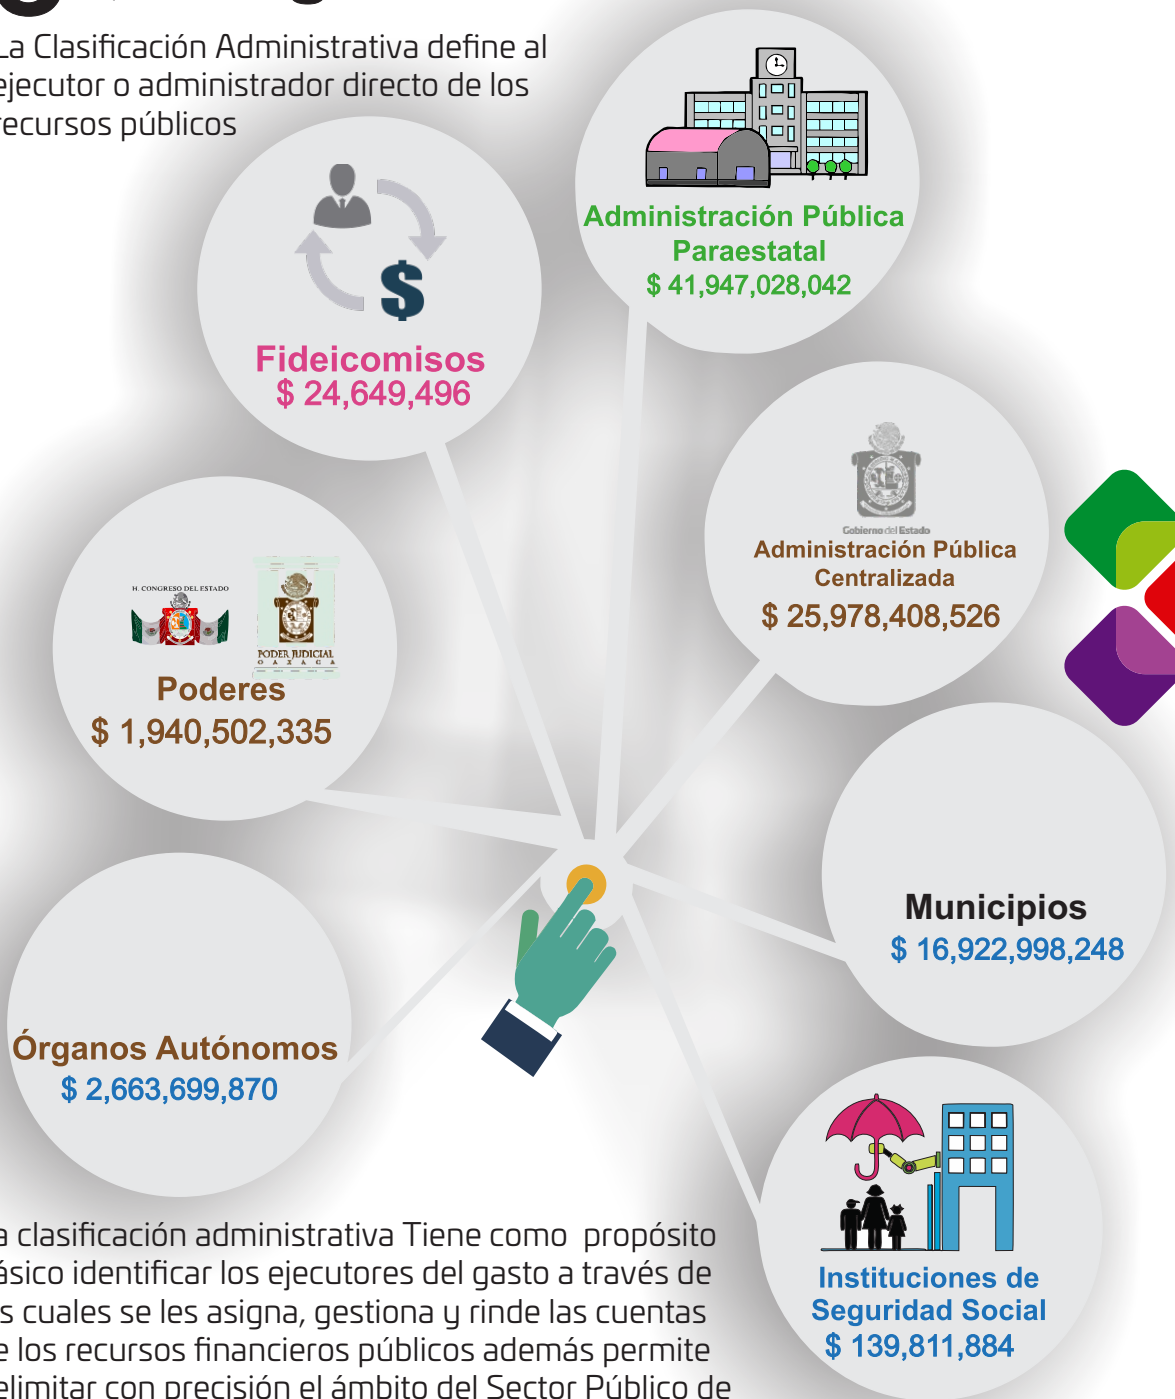 La Clasificación Administrativa define al
ejecutor o administrador directo de los
recursos públicos
Administración Pública
Paraestatal
$ 41,947,028,042
$
Fideicomisos
$ 24,649,496
Gobierno del Estado
Administración Pública
Centralizada
$ 25,978,408,526
H. CONGRESO DEL ESTADO
PODER JUDICIAL
OAXACA
Poderes
$ 1,940,502,335
Municipios
$ 16,922,998,248
Órganos Autónomos
$ 2,663,699,870
Instituciones de
Seguridad Social
$ 139,811,884
a clasificación administrativa Tiene como propósito
ásico identificar los ejecutores del gasto a través de
s cuales se les asigna, gestiona y rinde las cuentas
e los recursos financieros públicos además permite
elimitar con precisión el ámbito del Sector Público de